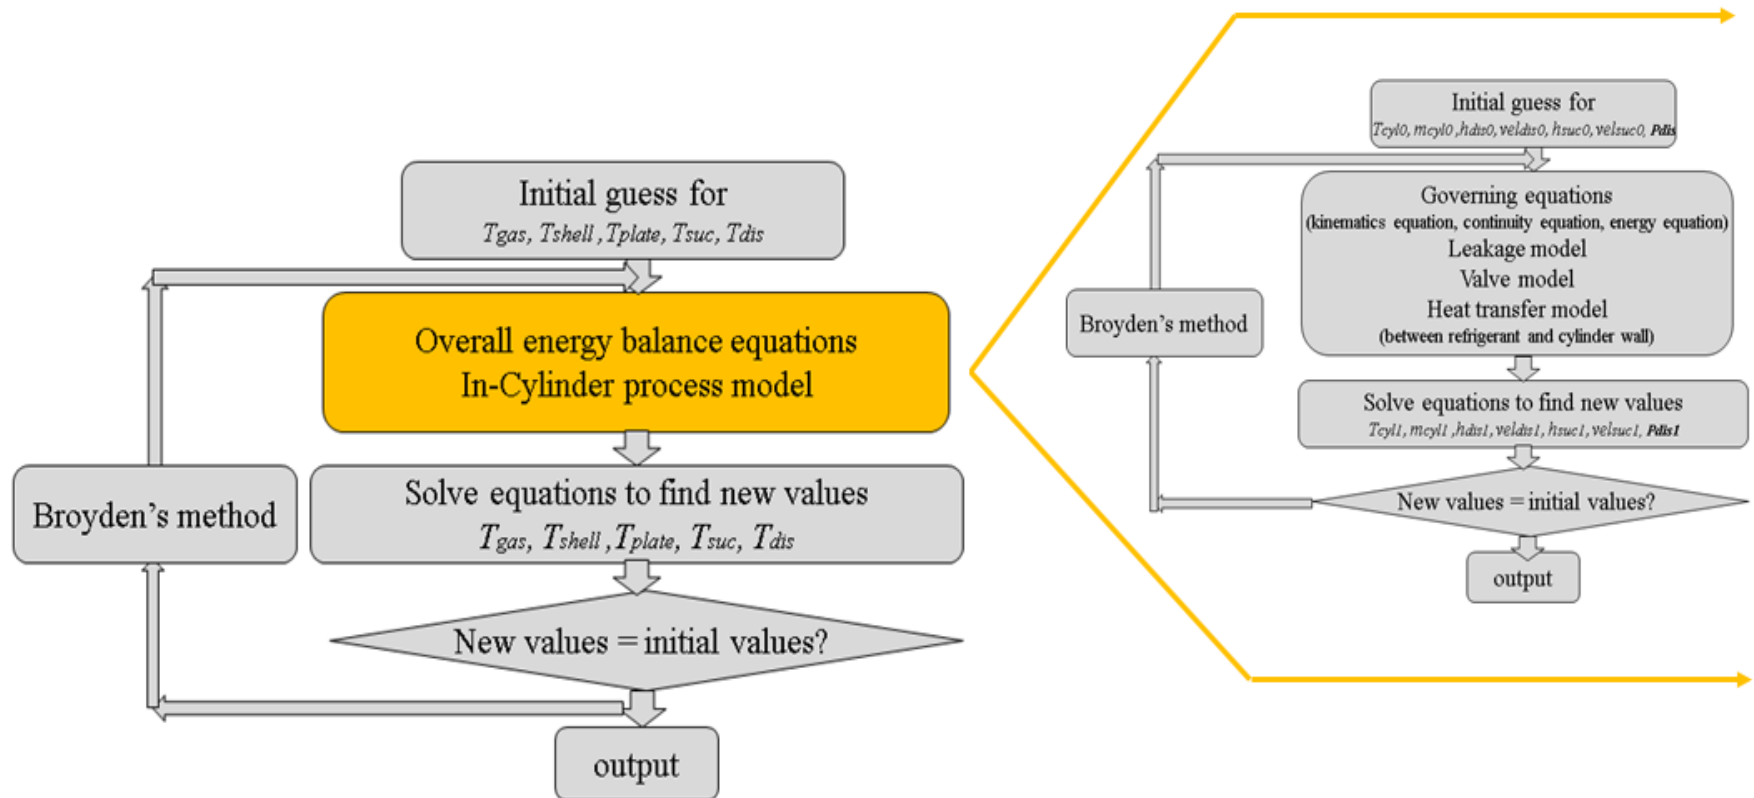 Initial guess for
Tgas, Tshell ,Tplate, Tsuc, Tdis
Overall energy balance equations
In-Cylinder process model
Broyden’s method
Solve equations to find new values
Tgas, Tshell ,Tplate, Tsuc, Tdis
New values = initial values?
output
Initial guess for
Tcyl0, mcyl0 ,hdis0, veldis0, hsuc0, velsuc0, Pdis
Governing equations
(kinematics equation, continuity equation, energy equation)
Leakage model
Valve model
Heat transfer model
(between refrigerant and cylinder wall)
Broyden’s method
Solve equations to find new values
Tcyl1, mcyl1 ,hdis1, veldis1, hsuc1, velsuc1, Pdis1
New values = initial values?
output